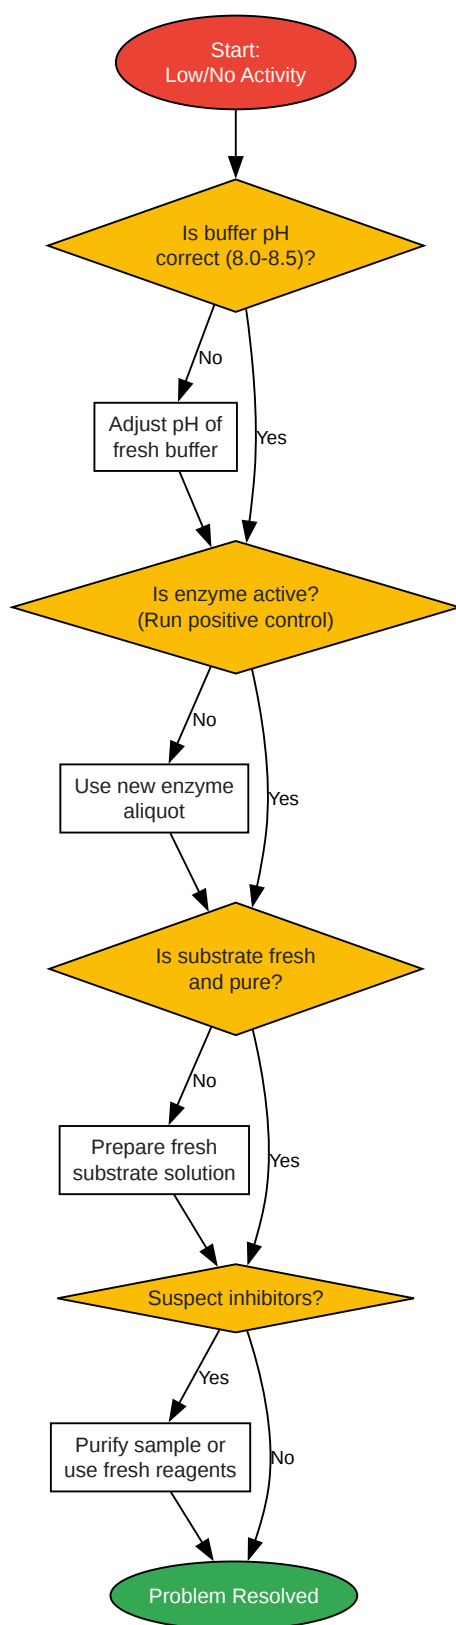 Start:
Low/No Activity
Is buffer pH
correct (8.0-8.5)?
No
Adjust pH of
fresh buffer
Yes
Is enzyme active?
(Run positive control)
No
Use new enzyme
aliquot
Yes
Is substrate fresh
and pure?
No
Prepare fresh
substrate solution
Yes
Suspect inhibitors?
Yes
Purify sample or
use fresh reagents
No
Problem Resolved